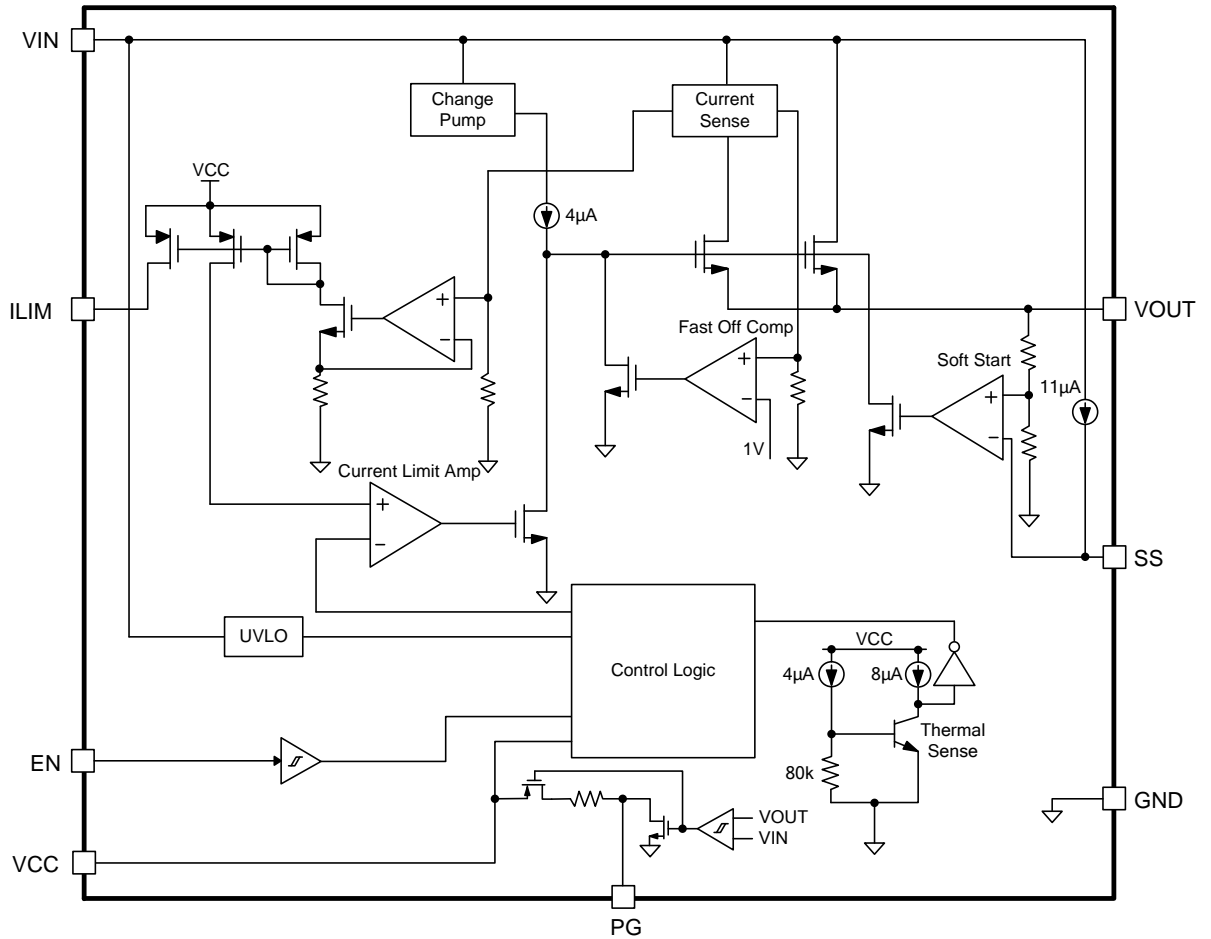 VIN
Change
Pump
Current
Sense
VCC
4µA
ILIM
+
−
VOUT
Fast Off Comp
+
−
1V
Soft Start
11µA
+
−
Current Limit Amp
+
−
SS
UVLO
Control Logic
VCC
4µA
8µA
Thermal
Sense
80k
EN
GND
VOUT
VIN
VCC
PG